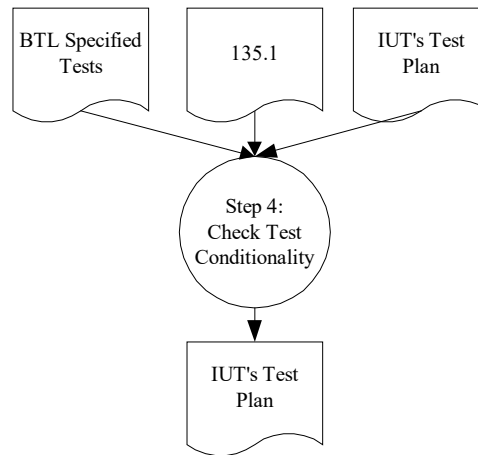 BTL Specified
Tests
135.1
IUT's Test
Plan
Step 4:
Check Test
Conditionality
IUT's Test
Plan